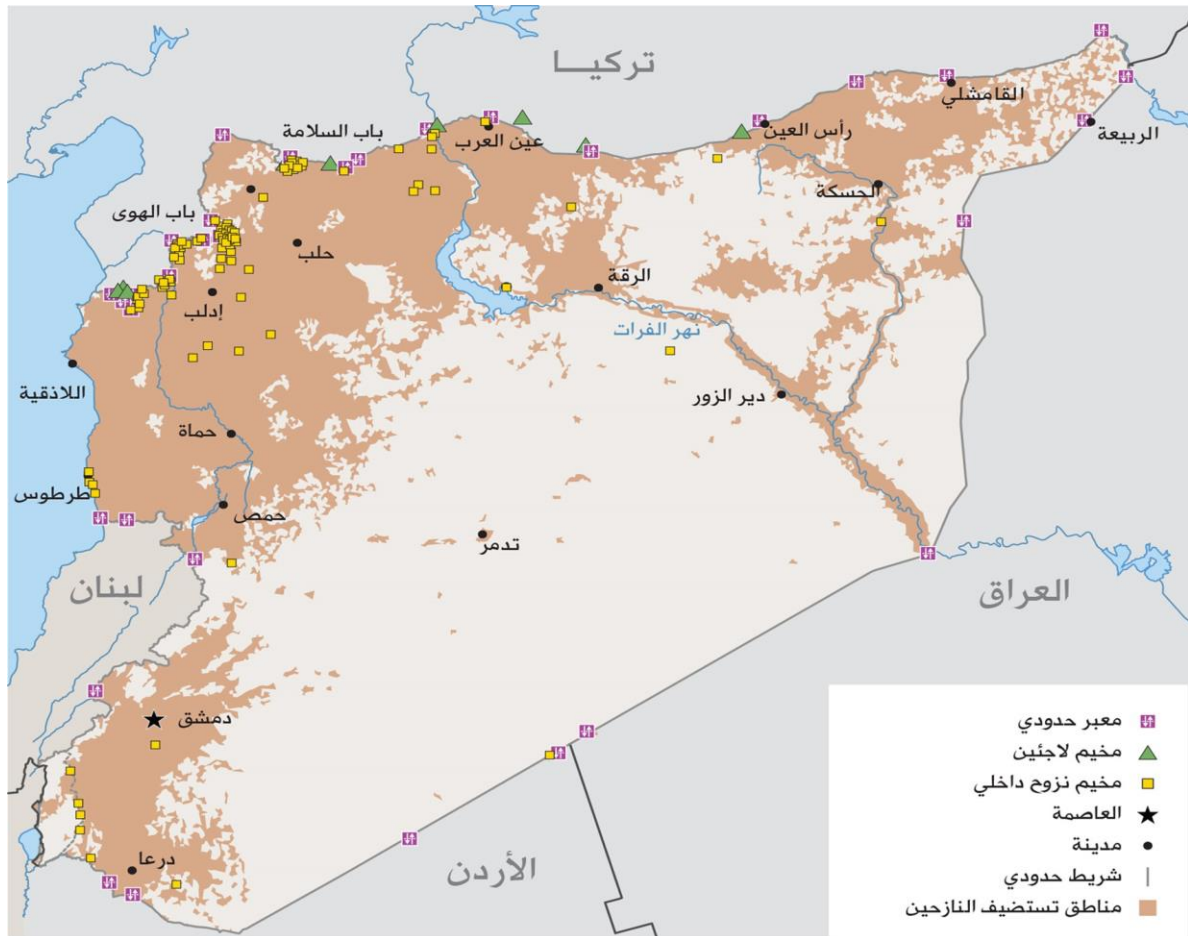 تركيـــا
القامشلي
الربيعة
رأس العين
عين العرب
باب السلامة
الحسكة
باب الهوى
حلب
الرقة
إدلب
نهر الفرات
اللاذقية
دير الزور
حماة
طرطوس
حمص
تدمر
لبنان
العراق
دمشق
درعا
الأردن
معبر حدودي
مخيم لاجئين
مخيم نزوح داخلي
العاصمة
مدينة
شريط حدودي
مناطق تستضيف النازحين